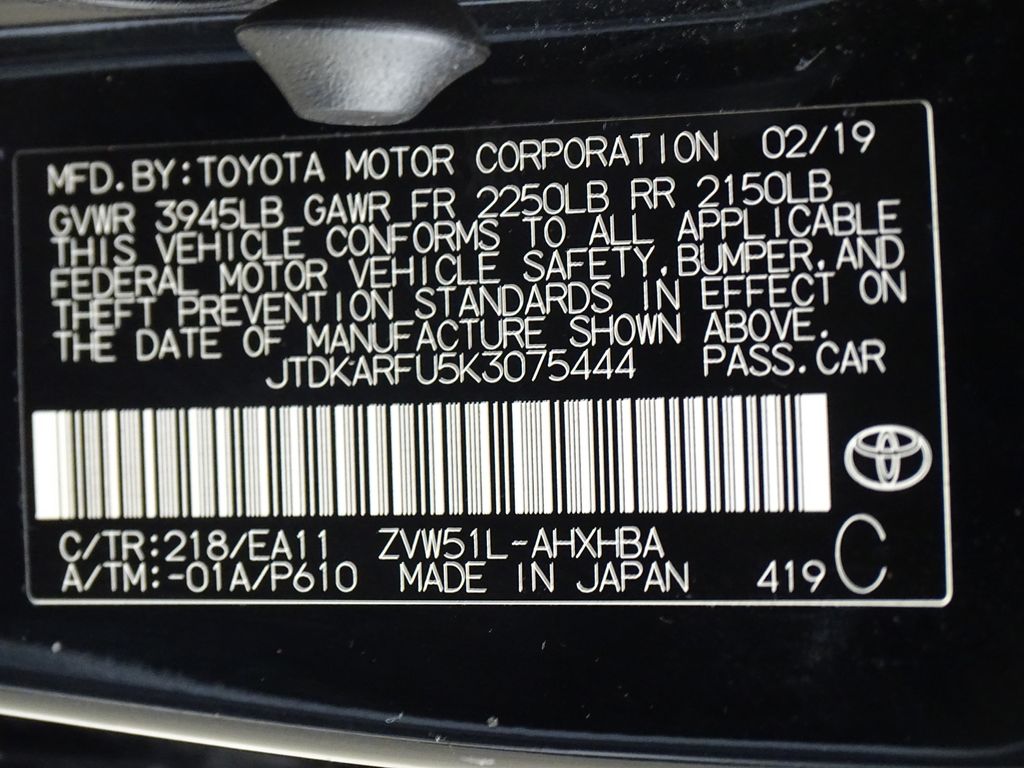 MFD.BY:TOYOTA MOTOR CORPORATION 02/19
GVWR 3945LB GAWR FR 2250LB RR 2150LB
THIS VEHICLE CONFORMS TO ALL APPLICABLE
FEDERAL MOTOR VEHICLE SAFETY,BUMPER,AND
THEFT PREVENTION STANDARDS IN EFFECT ON
THE DATE OF MANUFACTURE SHOWN ABOVE.
JTDKARFU5K3075444 PASS.CAR
C/TR:218/EA11 ZVW51L-AHXHBA
A/TM:-01A/P610 MADE IN JAPAN 419 C